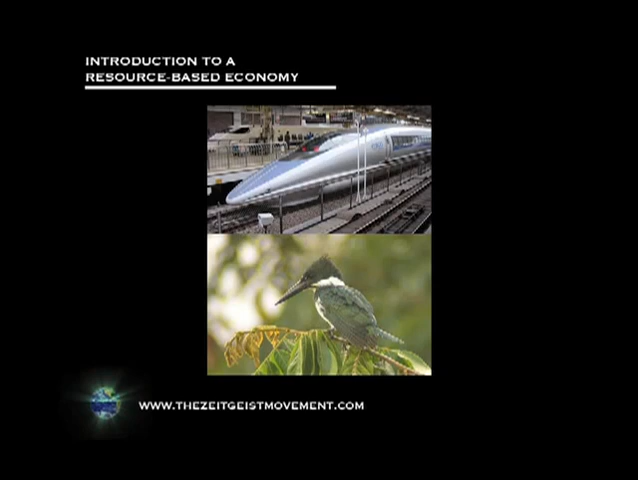 INTRODUCTION TO A
RESOURCE-BASED ECONOMY
WWW.THEZEITGEISTMOVEMENT.COM